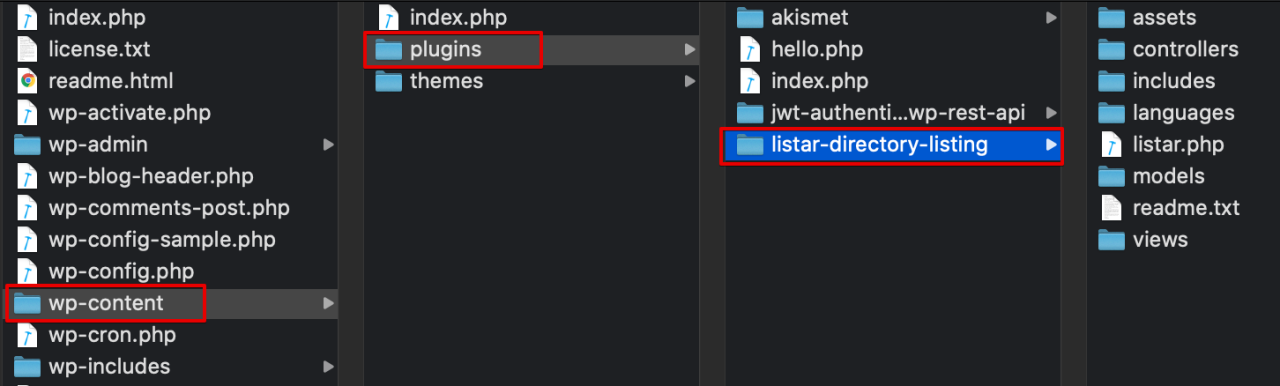 index.php
license.txt
readme.html
wp-activate.php
wp-admin
wp-blog-header.php
wp-comments-post.php
wp-config-sample.php
wp-config.php
wp-content
wp-cron.php
wp-includes
index.php
plugins
themes
akismet
hello.php
index.php
jwt-authenti...wp-rest-api
listar-directory-listing
assets
controllers
includes
languages
listar.php
models
readme.txt
views